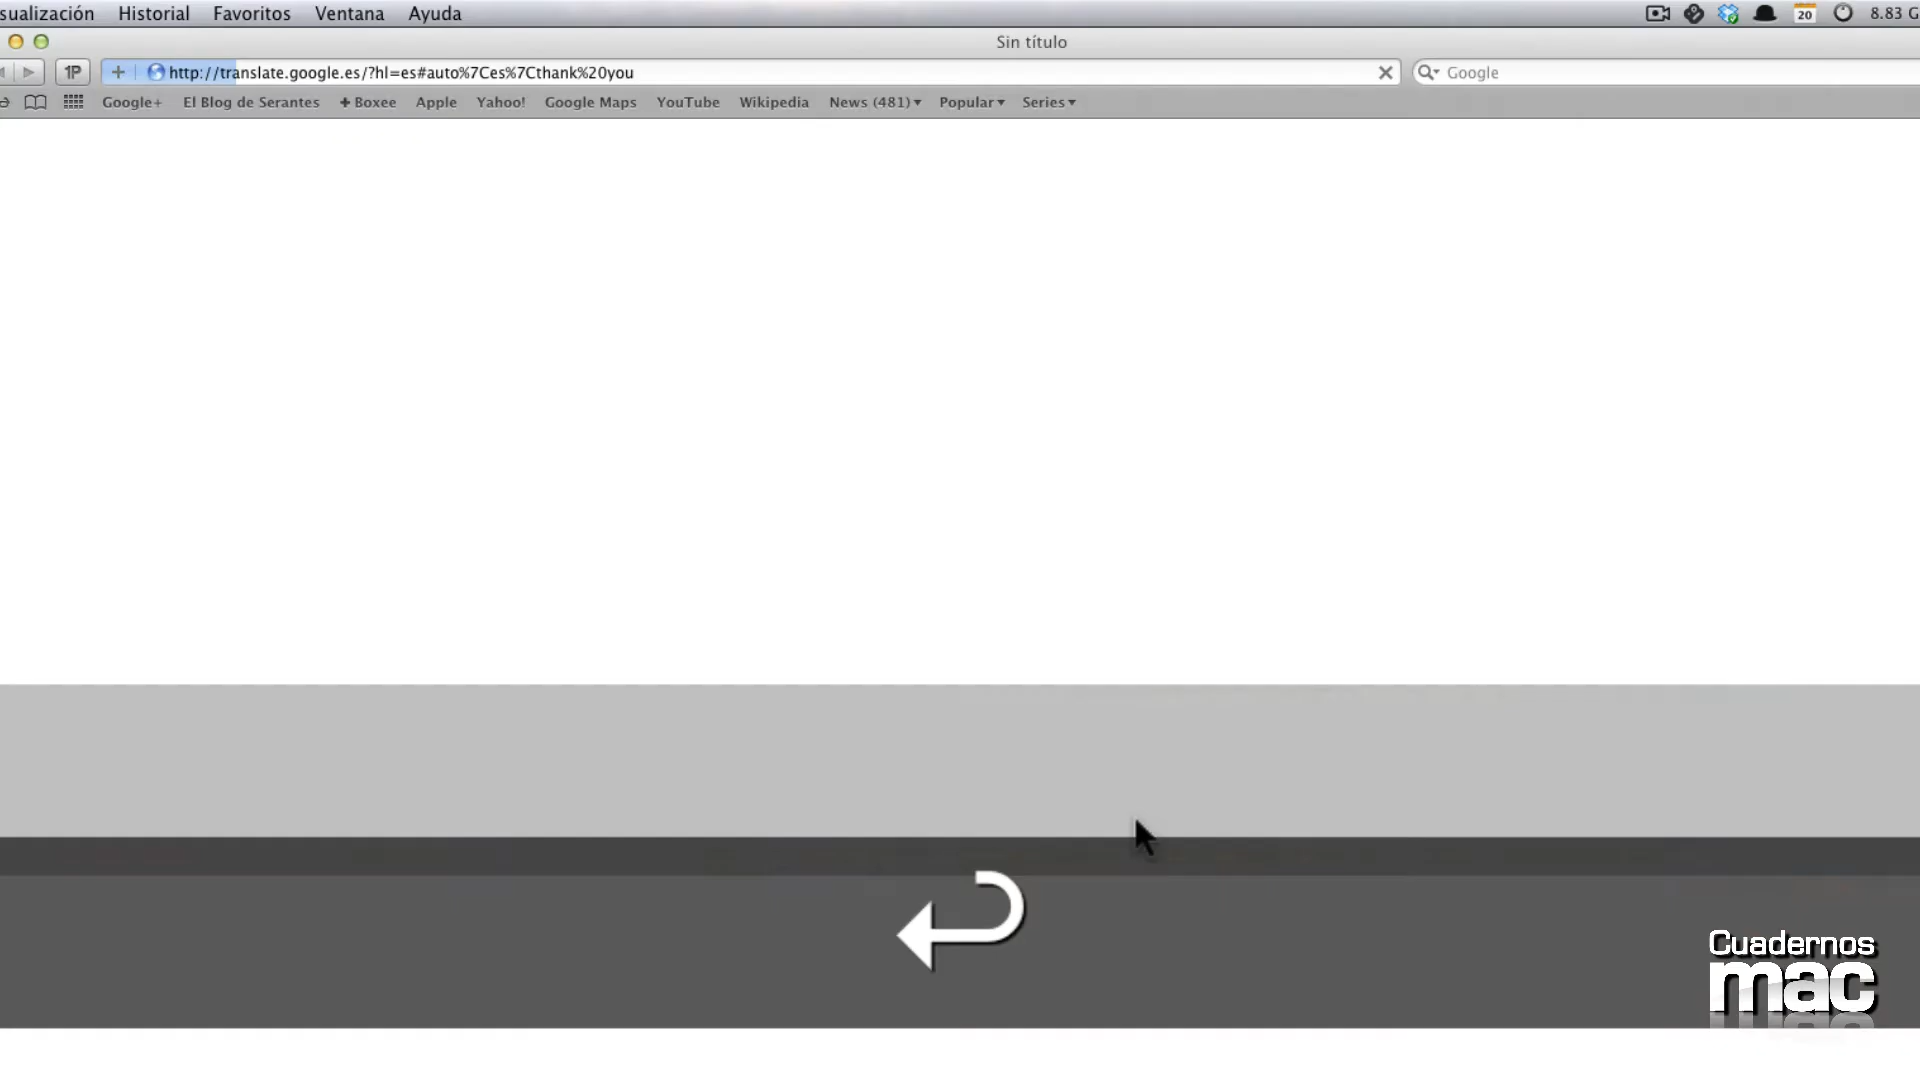 sualización Historial Favoritos Ventana Ayuda 20 8.83 G
Sin título
1P + http://translate.google.es/?hl=es#auto%7Ces%7Cthank%20you Google
Google+ El Blog de Serantes +Boxee Apple Yahoo! Google Maps YouTube Wikipedia News (481) Popular Series
Cuadernos
mac